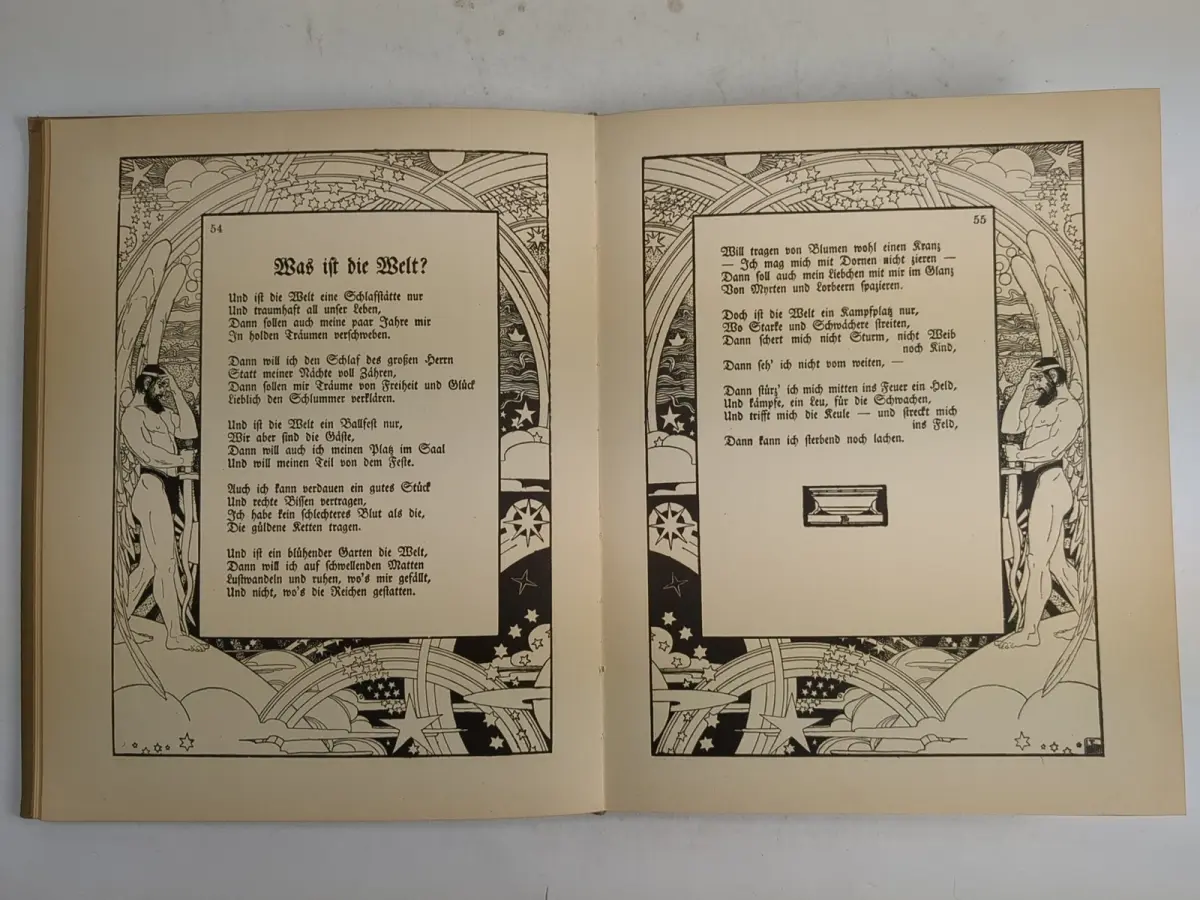 54
Was ist die Welt?
Und ist die Welt eine Schlafstätte nur
Und traumhaft all unser Leben,
Dann sollen auch meine paar Jahre mir
In holden Träumen verschweben.
Dann will ich den Schlaf des großen Herrn
Statt meiner Nächte voll Zähren,
Dann sollen mir Träume von Freiheit und Glück
Lieblich den Schlummer verklären.
Und ist die Welt ein Ballfest nur,
Wir aber sind die Gäste,
Dann will auch ich meinen Platz im Saal
Und will meinen Teil von dem Feste.
Auch ich kann verdauen ein gutes Stück
Und rechte Bissen vertragen,
Ich habe kein schlechteres Blut als die,
Die güldene Ketten tragen.
Und ist ein blühender Garten die Welt,
Dann will ich auf schwellenden Matten
Lustwandeln und ruhen, wo's mir gefällt,
Und nicht, wo's die Reichen gestatten.
55
Will tragen von Blumen wohl einen Kranz
— Ich mag mich mit Dornen nicht zieren —
Dann soll auch mein Liebchen mit mir im Glanz
Von Myrten und Lorbeern spazieren.
Doch ist die Welt ein Kampfplatz nur,
Wo Starke und Schwächere streiten,
Dann schert mich nicht Sturm, nicht Weib
noch Kind,
Dann seh' ich nicht vom weiten, —
Dann stürz' ich mich mitten ins Feuer ein Held,
Und kämpfe, ein Leu, für die Schwachen,
Und trifft mich die Keule — und streckt mich
ins Feld,
Dann kann ich sterbend noch lachen.